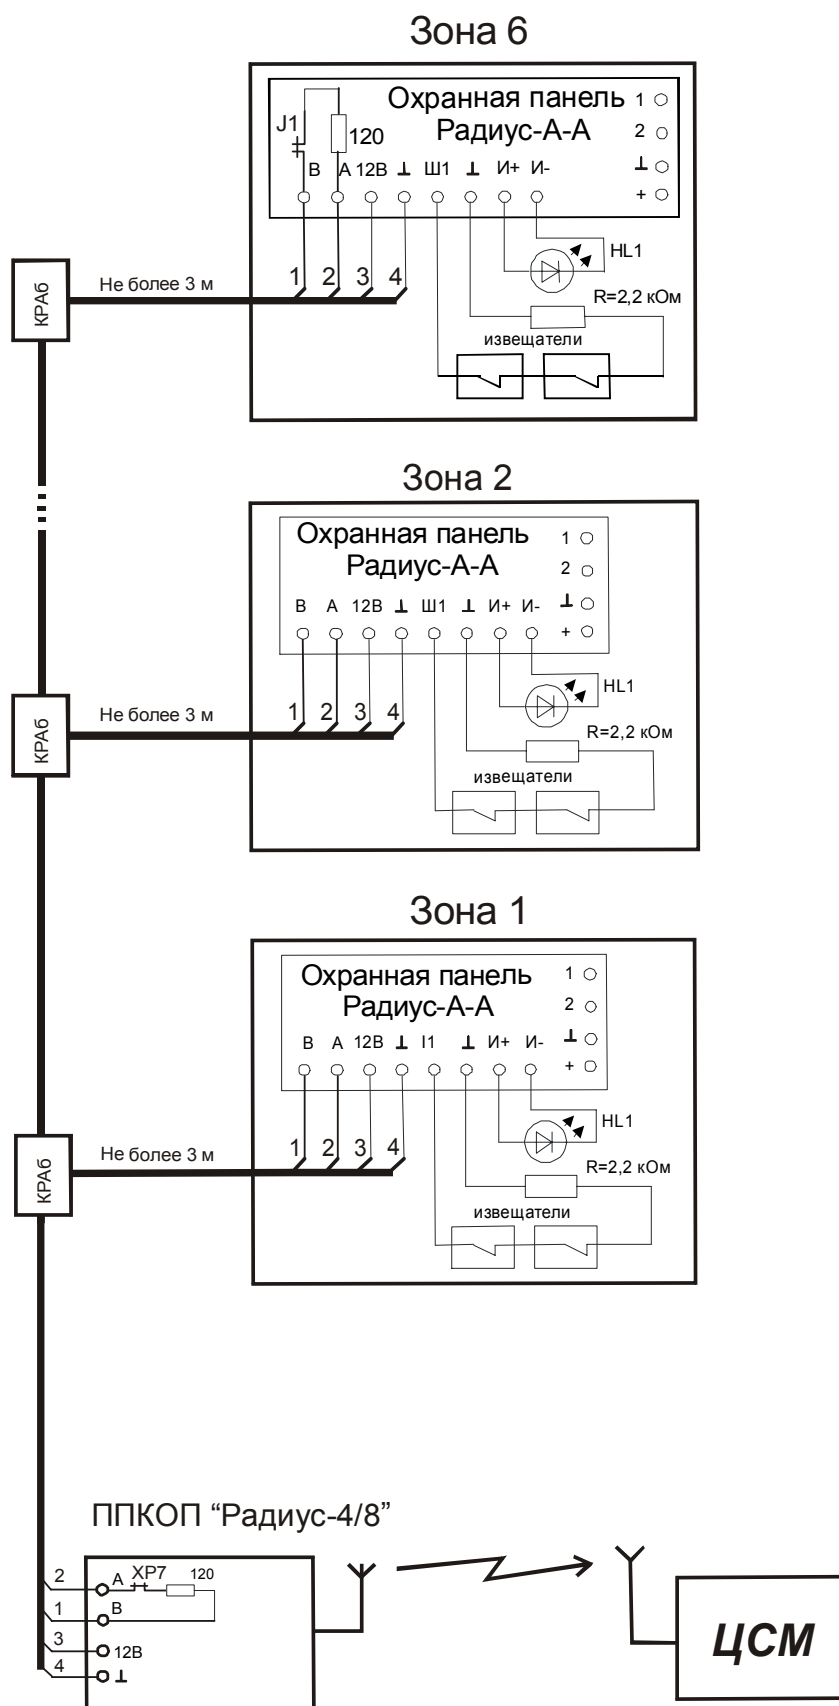 Зона 6
Охранная панель
Радиус-А-А
1
2
⊥
+
J1
120
В А 12В ⊥ Ш1 ⊥ И+ И-
HL1
R=2,2 кОм
извещатели
1 2 3 4
Не более 3 м
КРАб
Зона 2
Охранная панель
Радиус-А-А
1
2
⊥
+
В А 12В ⊥ Ш1 ⊥ И+ И-
HL1
R=2,2 кОм
извещатели
1 2 3 4
Не более 3 м
КРАб
Зона 1
Охранная панель
Радиус-А-А
1
2
⊥
+
В А 12В ⊥ I1 ⊥ И+ И-
HL1
R=2,2 кОм
извещатели
1 2 3 4
Не более 3 м
КРАб
ППКОП “Радиус-4/8”
2 А ХР7 120
1 В
3 12В
4 ⊥
ЦСМ